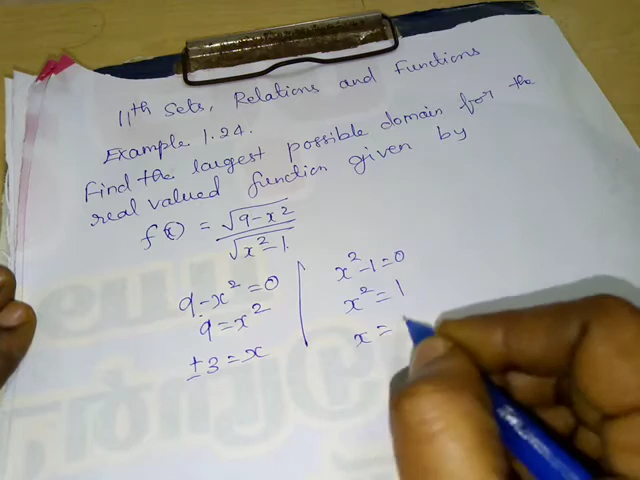 11th Sets, Relations and Functions
Example 1.24.
Find the largest possible domain for the
real valued function given by
f(x) = √(9-x²) / √(x²-1)
9-x² = 0
9 = x²
±3 = x
x²-1 = 0
x² = 1
x =